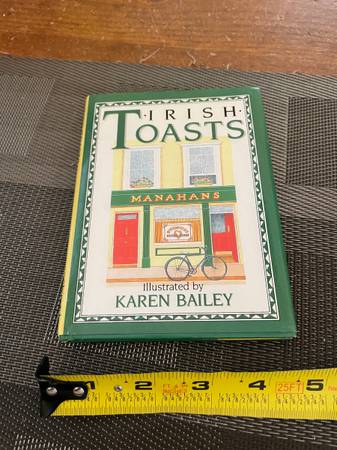 ·IRISH·
TOASTS
MANAHANS
Illustrated by
KAREN BAILEY
1 2 3 4 5
25FT